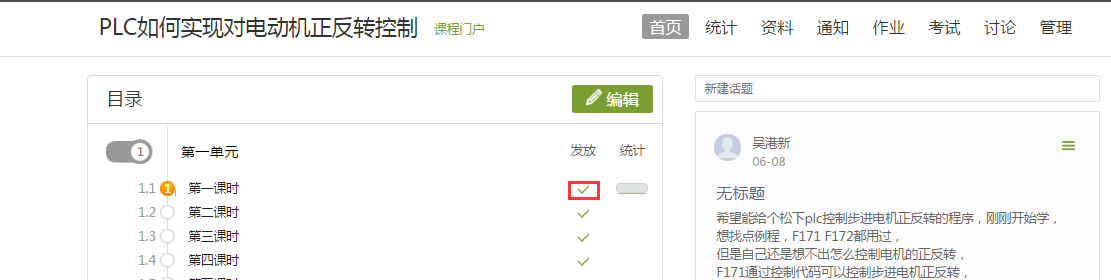 PLC如何实现对电动机正反转控制 课程门户
首页 统计 资料 通知 作业 考试 讨论 管理
目录 编辑
1 第一单元 发放 统计
1.1 1 第一课时
1.2 第二课时
1.3 第三课时
1.4 第四课时
新建话题
吴港新
06-08
无标题
希望能给个松下plc控制步进电机正反转的程序，刚刚开始学，
想找点例程，F171 F172都用过，
但是自己还是想不出怎么控制电机的正反转，
F171通过控制代码可以控制步进电机正反转，